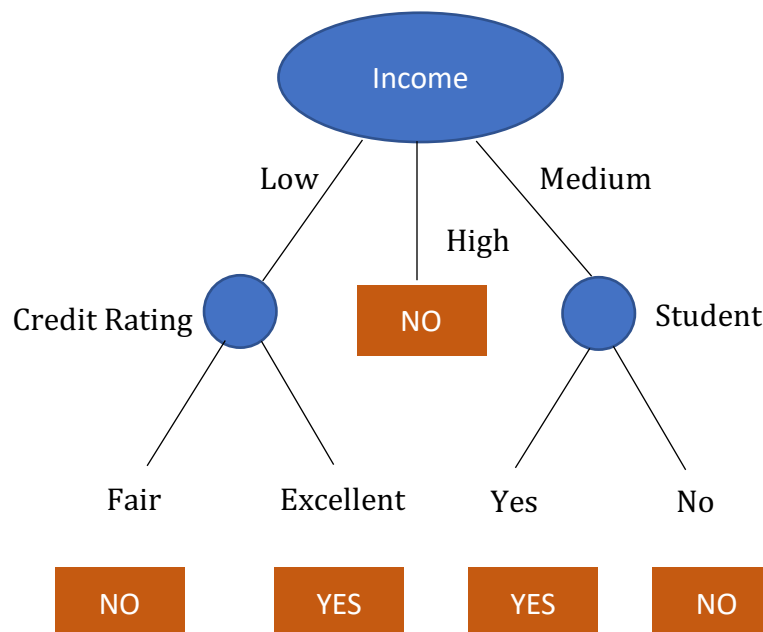 Income
Low
Medium
High
Credit Rating
NO
Student
Fair
Excellent
Yes
No
NO
YES
YES
NO